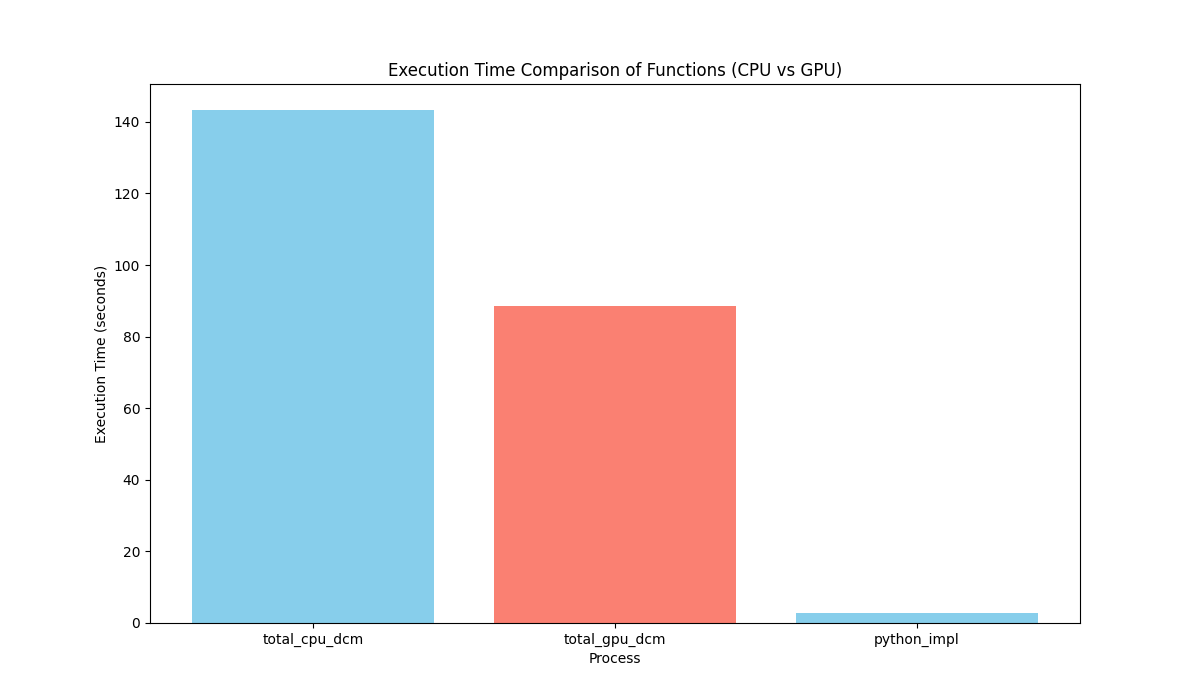 Execution Time Comparison of Functions (CPU vs GPU)
140
120
100
80
60
40
20
0
Execution Time (seconds)
total_cpu_dcm
total_gpu_dcm
python_impl
Process